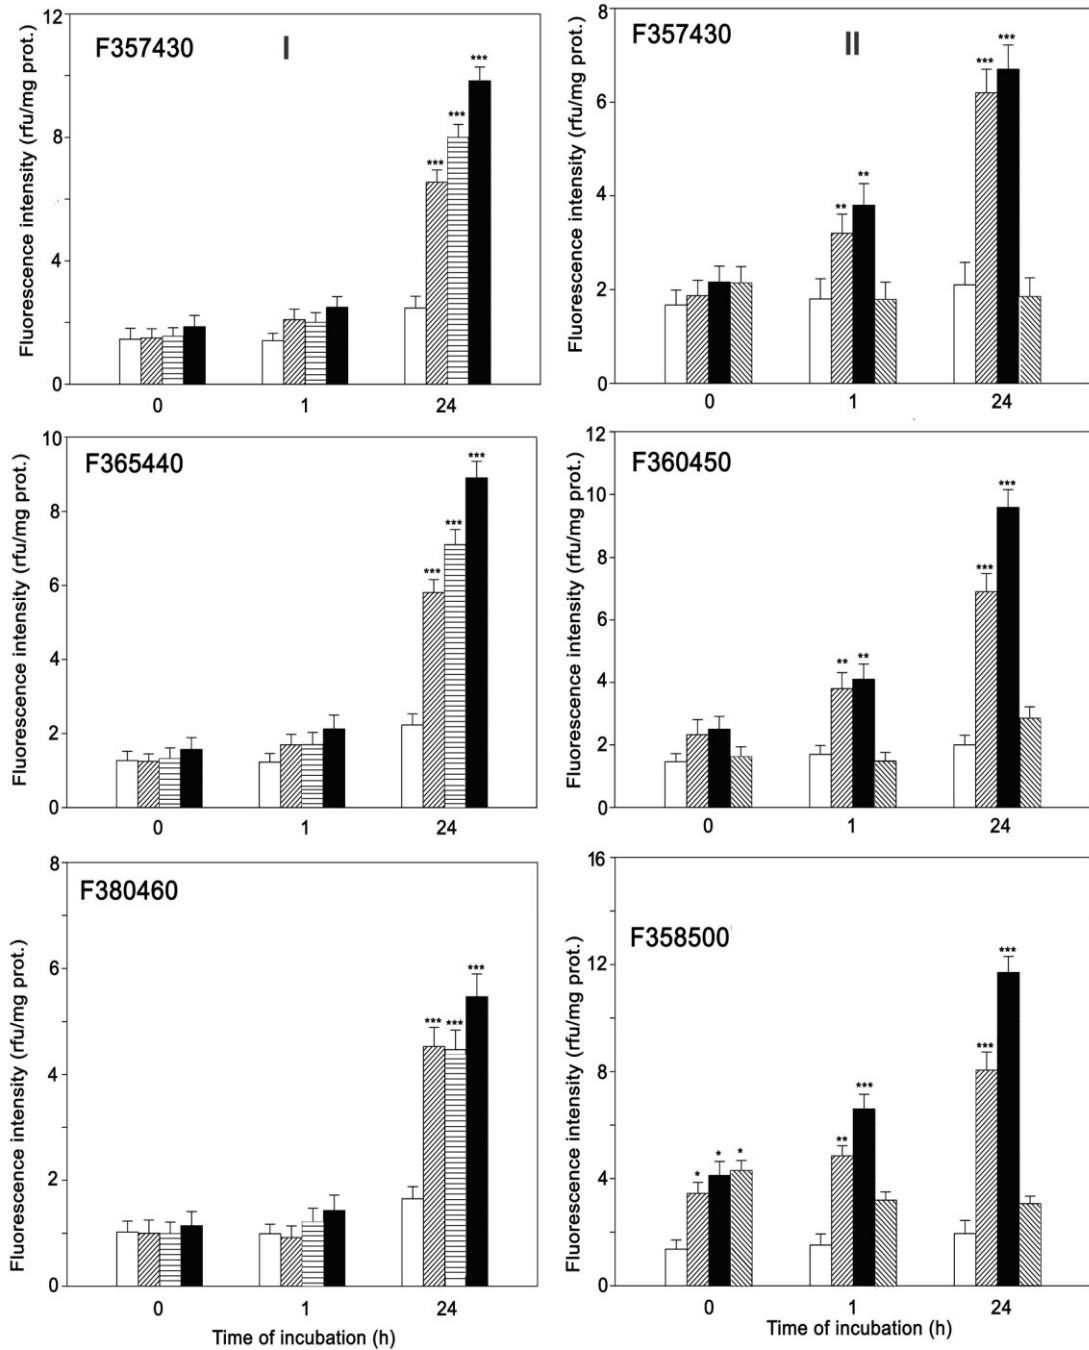 F357430
I
Fluorescence intensity (rfu/mg prot.)
12
8
4
0
***
***
***
0 1 24
F357430
II
Fluorescence intensity (rfu/mg prot.)
8
6
4
2
0
**
**
***
***
0 1 24
F365440
Fluorescence intensity (rfu/mg prot.)
10
8
6
4
2
0
***
***
***
0 1 24
F360450
Fluorescence intensity (rfu/mg prot.)
12
10
8
6
4
2
0
**
**
***
***
0 1 24
F380460
Fluorescence intensity (rfu/mg prot.)
8
6
4
2
0
***
***
***
0 1 24
Time of incubation (h)
F358500
Fluorescence intensity (rfu/mg prot.)
16
12
8
4
0
*
*
*
**
***
***
***
0 1 24
Time of incubation (h)